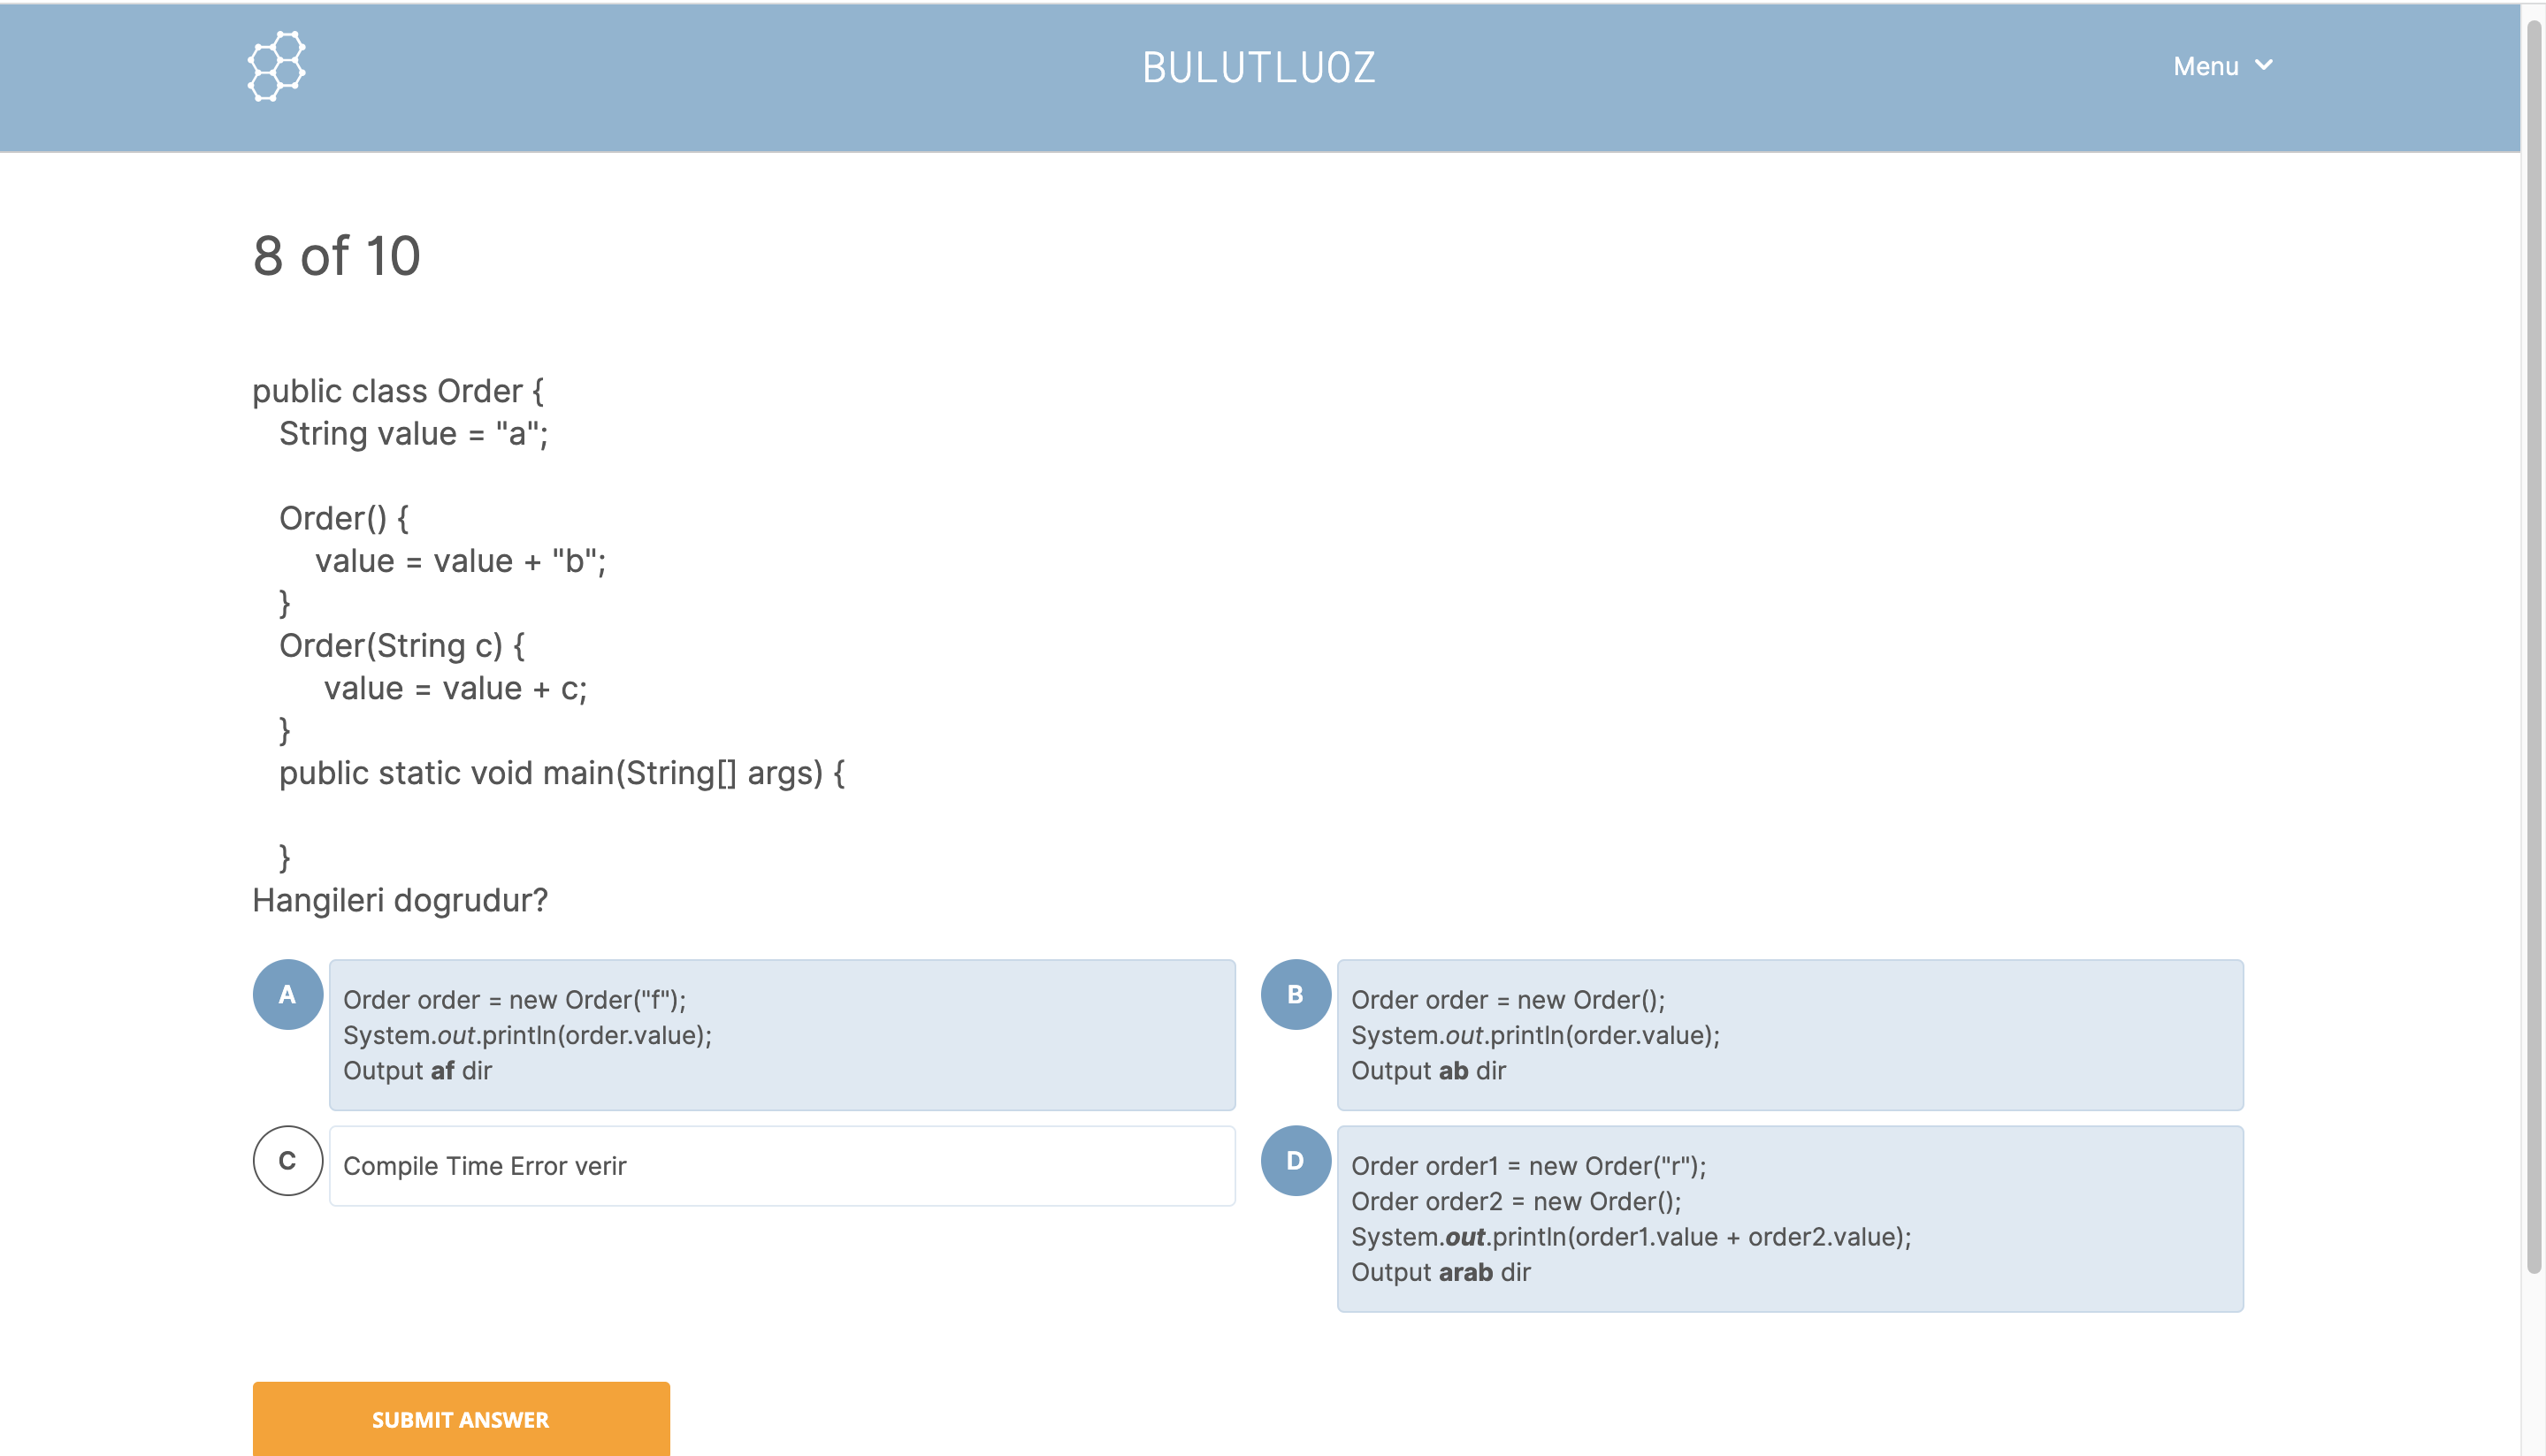 BULUTLUOZ
Menu
8 of 10
public class Order {
String value = "a";
Order() {
value = value + "b";
}
Order(String c) {
value = value + c;
}
public static void main(String[] args) {
}
Hangileri dogrudur?
A
Order order = new Order("f");
System.out.println(order.value);
Output af dir
B
Order order = new Order();
System.out.println(order.value);
Output ab dir
C
Compile Time Error verir
D
Order order1 = new Order("r");
Order order2 = new Order();
System.out.println(order1.value + order2.value);
Output arab dir
SUBMIT ANSWER